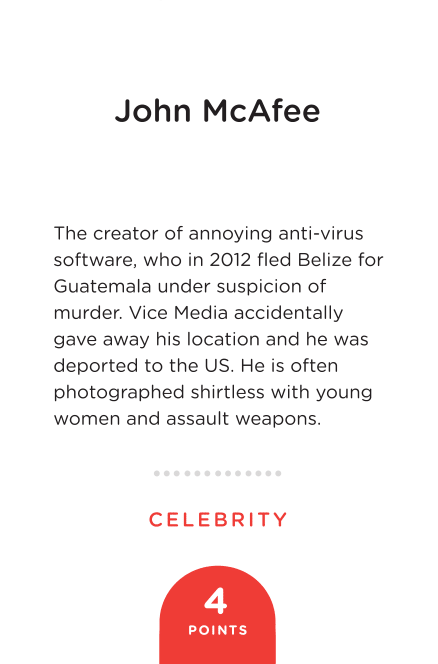 John McAfee
The creator of annoying anti-virus
software, who in 2012 fled Belize for
Guatemala under suspicion of
murder. Vice Media accidentally
gave away his location and he was
deported to the US. He is often
photographed shirtless with young
women and assault weapons.
CELEBRITY
4
POINTS